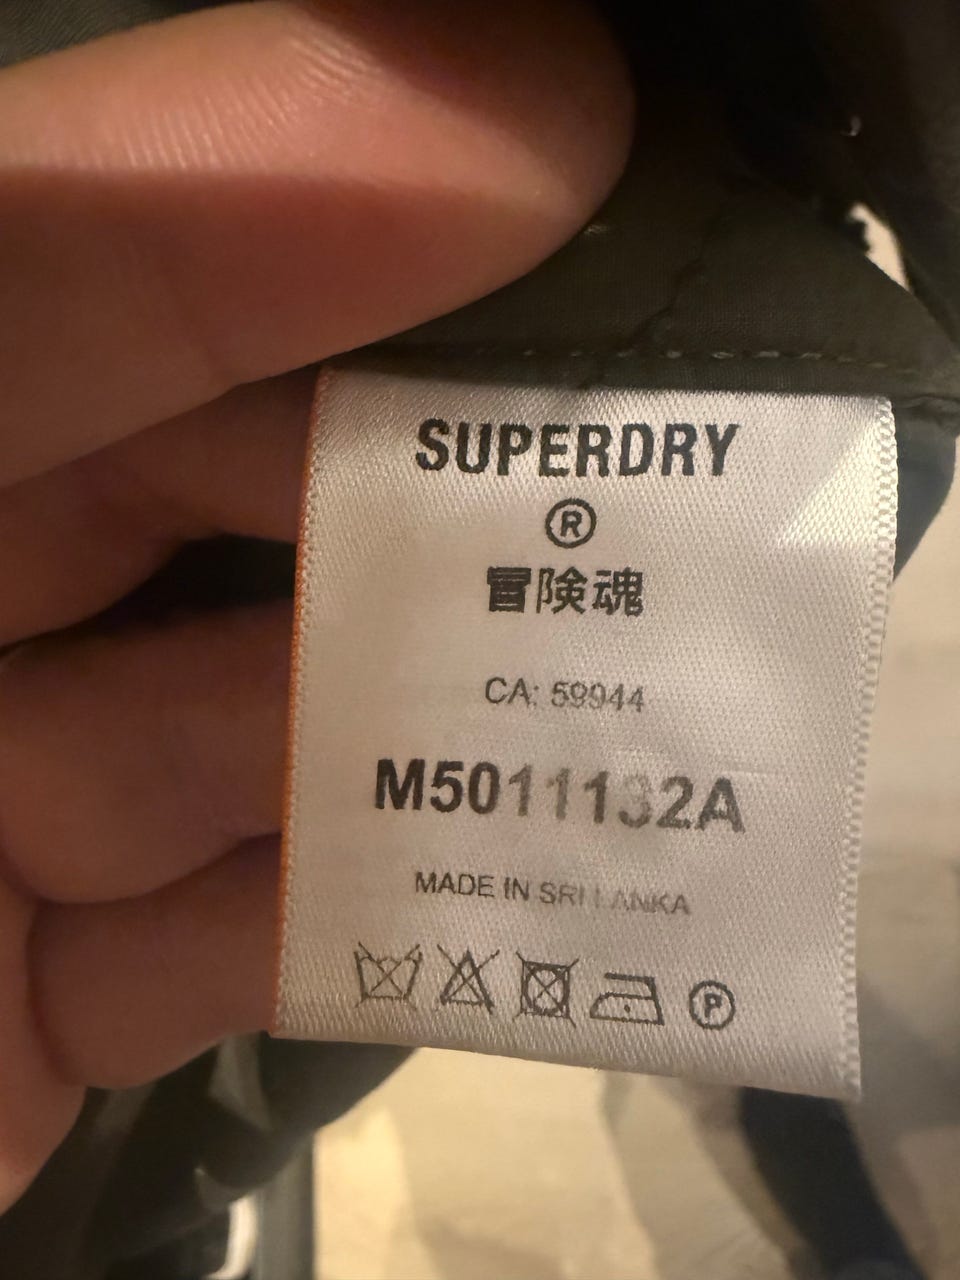 SUPERDRY
®
冒険魂
CA: 59944
M5011132A
MADE IN SRI LANKA
P